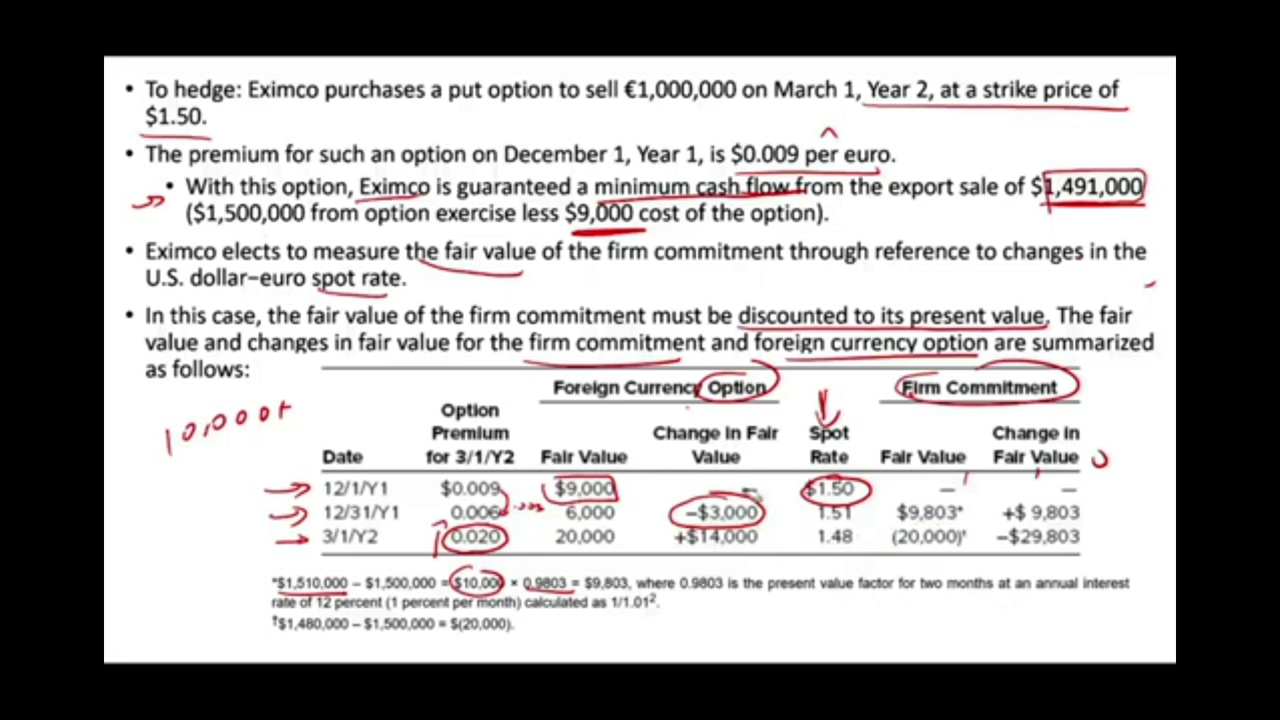 • To hedge: Eximco purchases a put option to sell €1,000,000 on March 1, Year 2, at a strike price of
$1.50.
• The premium for such an option on December 1, Year 1, is $0.009 per euro.
• With this option, Eximco is guaranteed a minimum cash flow from the export sale of $1,491,000
($1,500,000 from option exercise less $9,000 cost of the option).
• Eximco elects to measure the fair value of the firm commitment through reference to changes in the
U.S. dollar–euro spot rate.
• In this case, the fair value of the firm commitment must be discounted to its present value. The fair
value and changes in fair value for the firm commitment and foreign currency option are summarized
as follows:
10,000+
Foreign Currency Option Firm Commitment
Option
Premium Change in Fair Spot Change in
Date for 3/1/Y2 Fair Value Value Rate Fair Value Fair Value
12/1/Y1 $0.009 $9,000 — $1.50 — —
12/31/Y1 0.006 6,000 –$3,000 1.51 $9,803* +$ 9,803
3/1/Y2 0.020 20,000 +$14,000 1.48 (20,000)† –$29,803
*$1,510,000 – $1,500,000 = $10,000 × 0.9803 = $9,803, where 0.9803 is the present value factor for two months at an annual interest
rate of 12 percent (1 percent per month) calculated as 1/1.01².
†$1,480,000 – $1,500,000 = $(20,000).